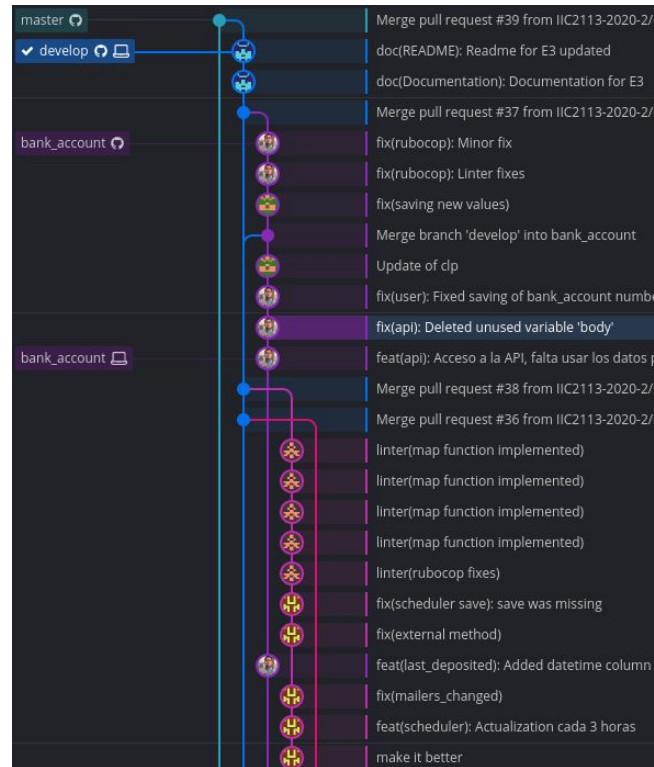 master
Merge pull request #39 from IIC2113-2020-2/
develop
doc(README): Readme for E3 updated
doc(Documentation): Documentation for E3
Merge pull request #37 from IIC2113-2020-2/
bank_account
fix(rubocop): Minor fix
fix(rubocop): Linter fixes
fix(saving new values)
Merge branch 'develop' into bank_account
Update of clp
fix(user): Fixed saving of bank_account numbe
fix(api): Deleted unused variable 'body'
bank_account
feat(api): Acceso a la API, falta usar los datos p
Merge pull request #38 from IIC2113-2020-2/
Merge pull request #36 from IIC2113-2020-2/
linter(map function implemented)
linter(map function implemented)
linter(map function implemented)
linter(map function implemented)
linter(rubocop fixes)
fix(scheduler save): save was missing
fix(external method)
feat(last_deposited): Added datetime column
fix(mailers_changed)
feat(scheduler): Actualization cada 3 horas
make it better